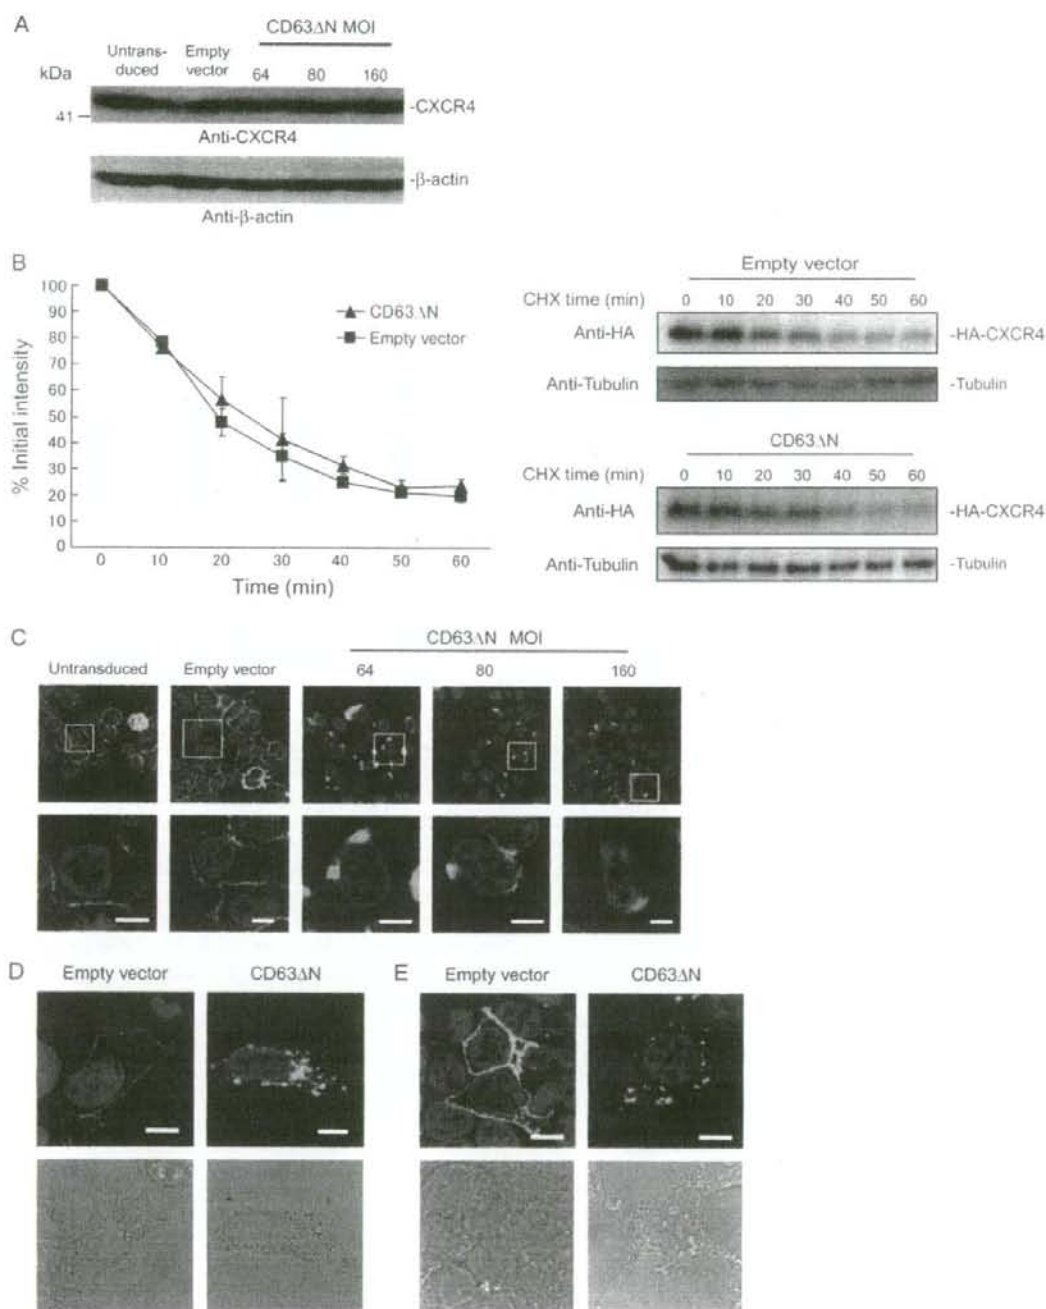 A
CD63ΔN MOI
Untrans-
duced
Empty
vector
64 80 160
kDa
41
-CXCR4
Anti-CXCR4
-β-actin
Anti-β-actin
B
100
90
80
70
60
50
40
30
20
10
0
% Initial intensity
CD63ΔN
Empty vector
0 10 20 30 40 50 60
Time (min)
Empty vector
CHX time (min) 0 10 20 30 40 50 60
Anti-HA -HA-CXCR4
Anti-Tubulin -Tubulin
CD63ΔN
CHX time (min) 0 10 20 30 40 50 60
Anti-HA -HA-CXCR4
Anti-Tubulin -Tubulin
C
CD63ΔN MOI
Untransduced Empty vector 64 80 160
D Empty vector CD63ΔN
E Empty vector CD63ΔN